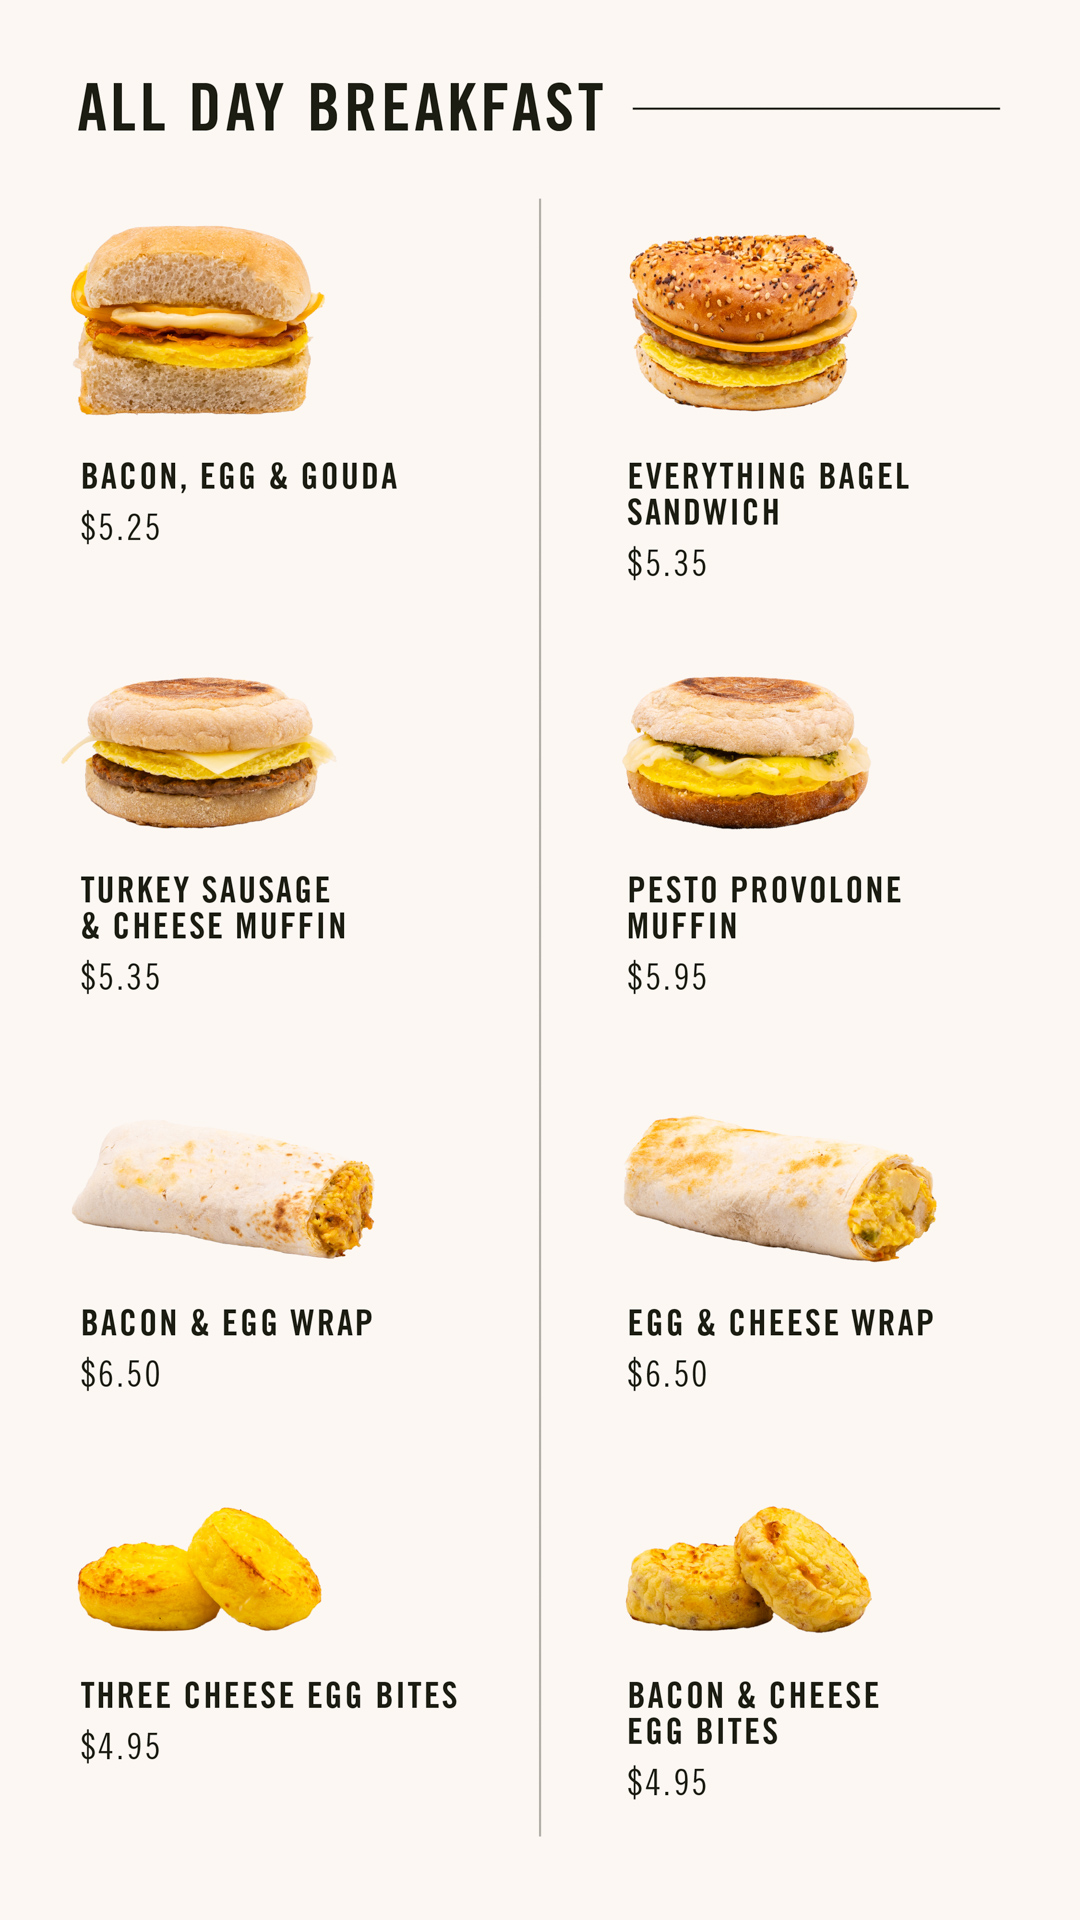 ALL DAY BREAKFAST
BACON, EGG & GOUDA
$5.25
EVERYTHING BAGEL
SANDWICH
$5.35
TURKEY SAUSAGE
& CHEESE MUFFIN
$5.35
PESTO PROVOLONE
MUFFIN
$5.95
BACON & EGG WRAP
$6.50
EGG & CHEESE WRAP
$6.50
THREE CHEESE EGG BITES
$4.95
BACON & CHEESE
EGG BITES
$4.95